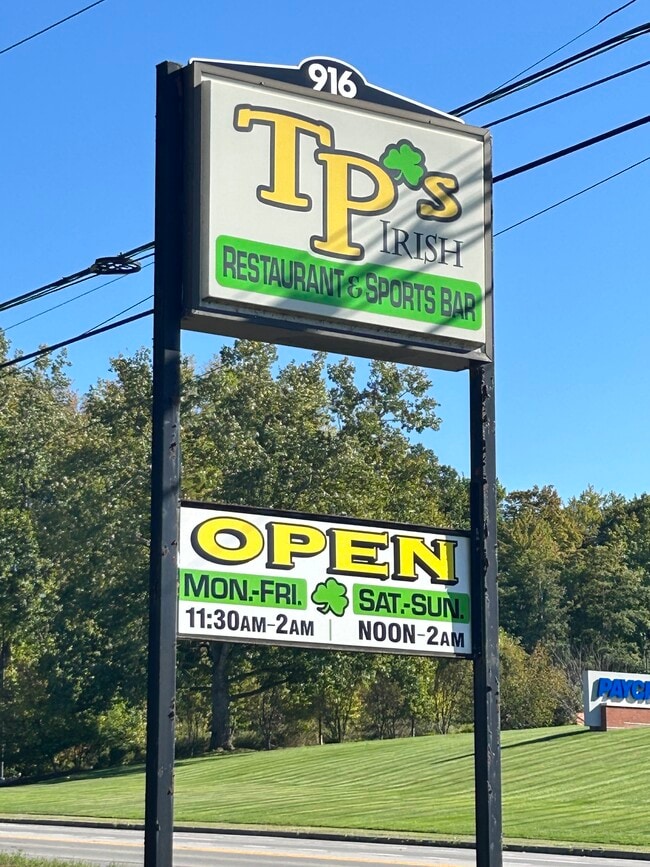 916
TP's
IRISH
RESTAURANT & SPORTS BAR
OPEN
MON.-FRI. SAT.-SUN.
11:30AM-2AM NOON-2AM